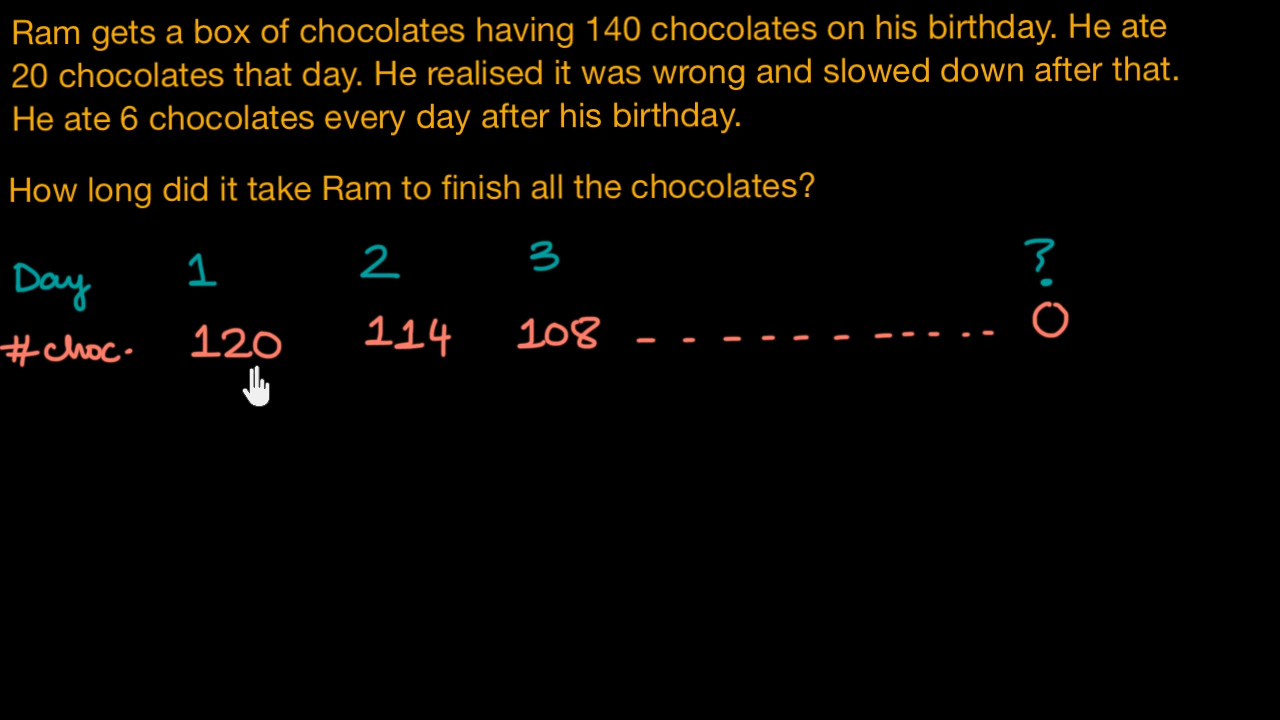 Ram gets a box of chocolates having 140 chocolates on his birthday. He ate
20 chocolates that day. He realised it was wrong and slowed down after that.
He ate 6 chocolates every day after his birthday.
How long did it take Ram to finish all the chocolates?
Day 1 2 3 ?
#choc. 120 114 108 - - - - - - - - - - - 0